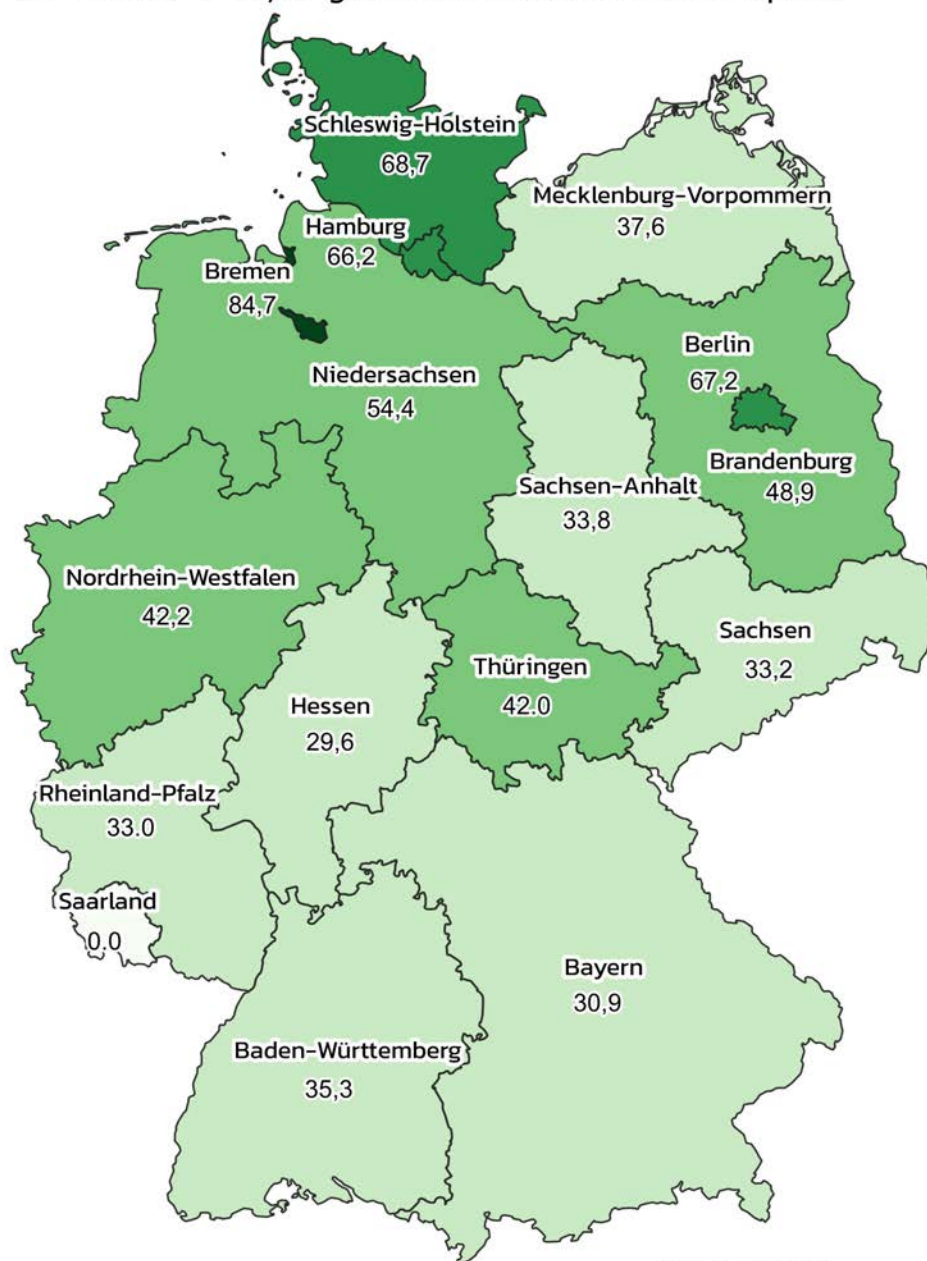 Schleswig-Holstein
68,7
Mecklenburg-Vorpommern
37,6
Hamburg
66,2
Bremen
84,7
Berlin
67,2
Niedersachsen
54,4
Brandenburg
48,9
Sachsen-Anhalt
33,8
Nordrhein-Westfalen
42,2
Sachsen
33,2
Thüringen
42.0
Hessen
29,6
Rheinland-Pfalz
33.0
Saarland
0.0
Bayern
30,9
Baden-Württemberg
35,3